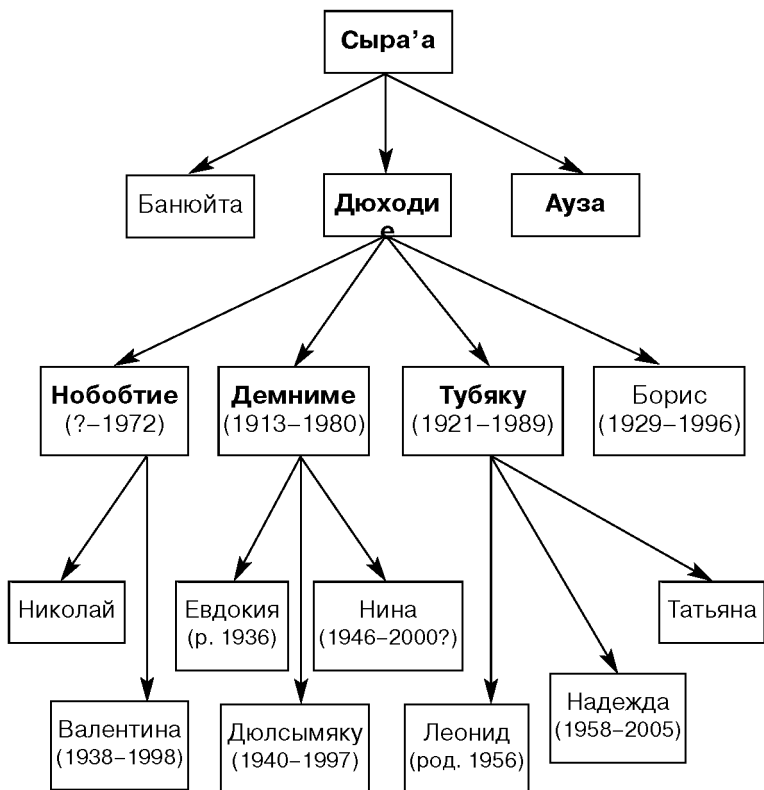 Сыра’а
Банюйта
Дюходи
е
Ауза
Нобобтие
(?–1972)
Демниме
(1913–1980)
Тубяку
(1921–1989)
Борис
(1929–1996)
Николай
Евдокия
(р. 1936)
Нина
(1946–2000?)
Татьяна
Валентина
(1938–1998)
Дюлсымяку
(1940–1997)
Леонид
(род. 1956)
Надежда
(1958–2005)